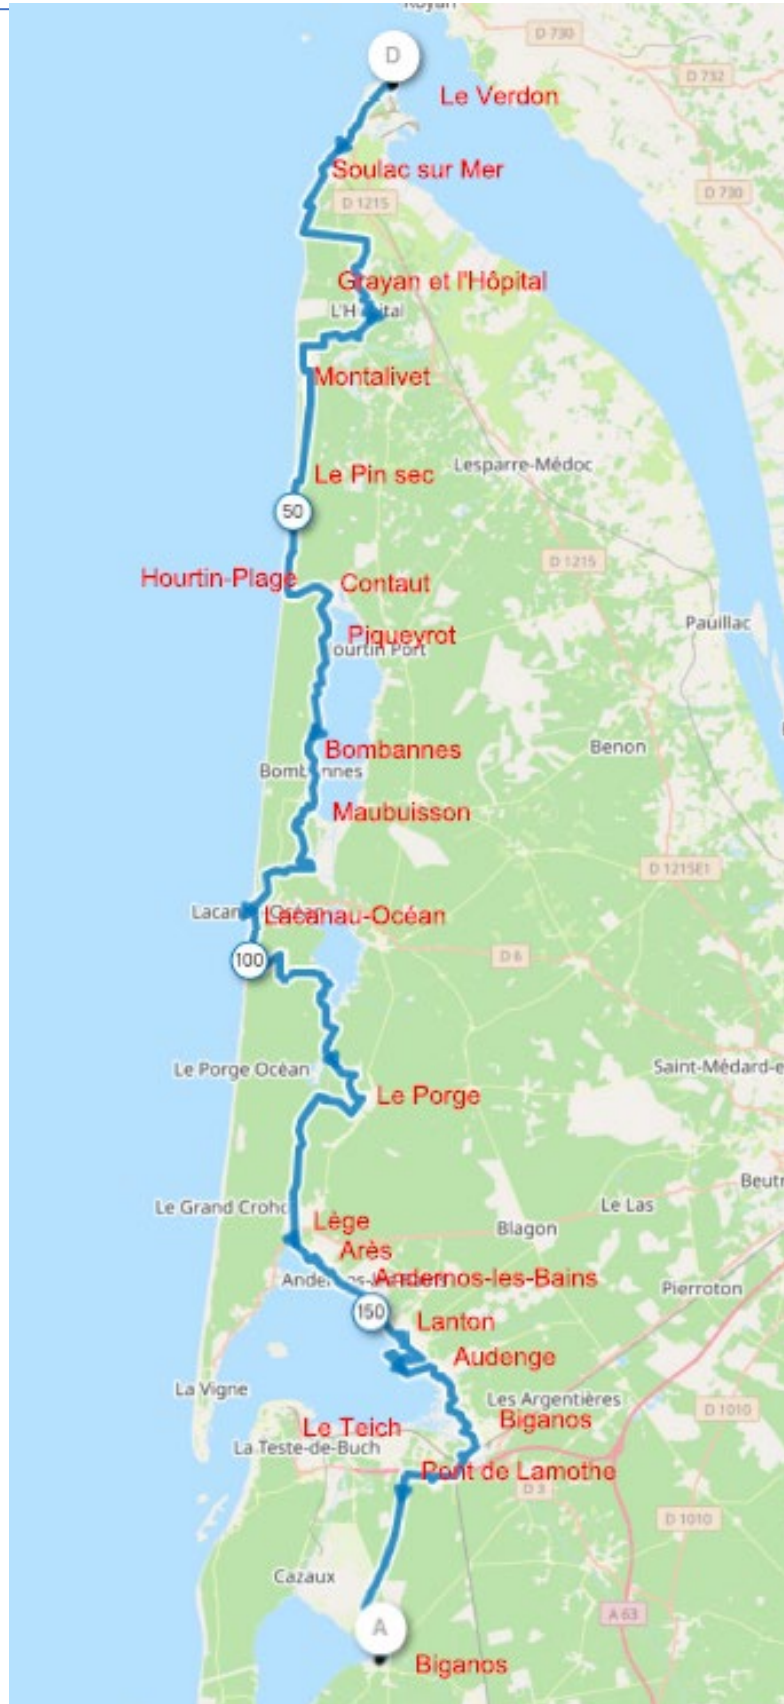 Royan
D 730
D
D 732
Le Verdon
Soulac sur Mer
D 730
D 1215
Grayan et l'Hôpital
Montalivet
Lesparre-Médoc
Le Pin sec
50
D 1215
Hourtin-Plage
Contaut
Pauillac
Piqueyrot
Benon
Bombannes
Maubuisson
D 1215E1
Lacanau-Océan
D 6
100
Le Porge Océan
Saint-Médard-e
Le Porge
Beutr
Le Grand Croho
Le Las
Lège
Blagon
Arès
Andernos-les-Bains
Pierroton
150
Lanton
Audenge
La Vigne
Les Argentières
D 1010
Biganos
Le Teich
La Teste-de-Buch
Pont de Lamothe
D 3
D 1010
Cazaux
A 63
A
Biganos